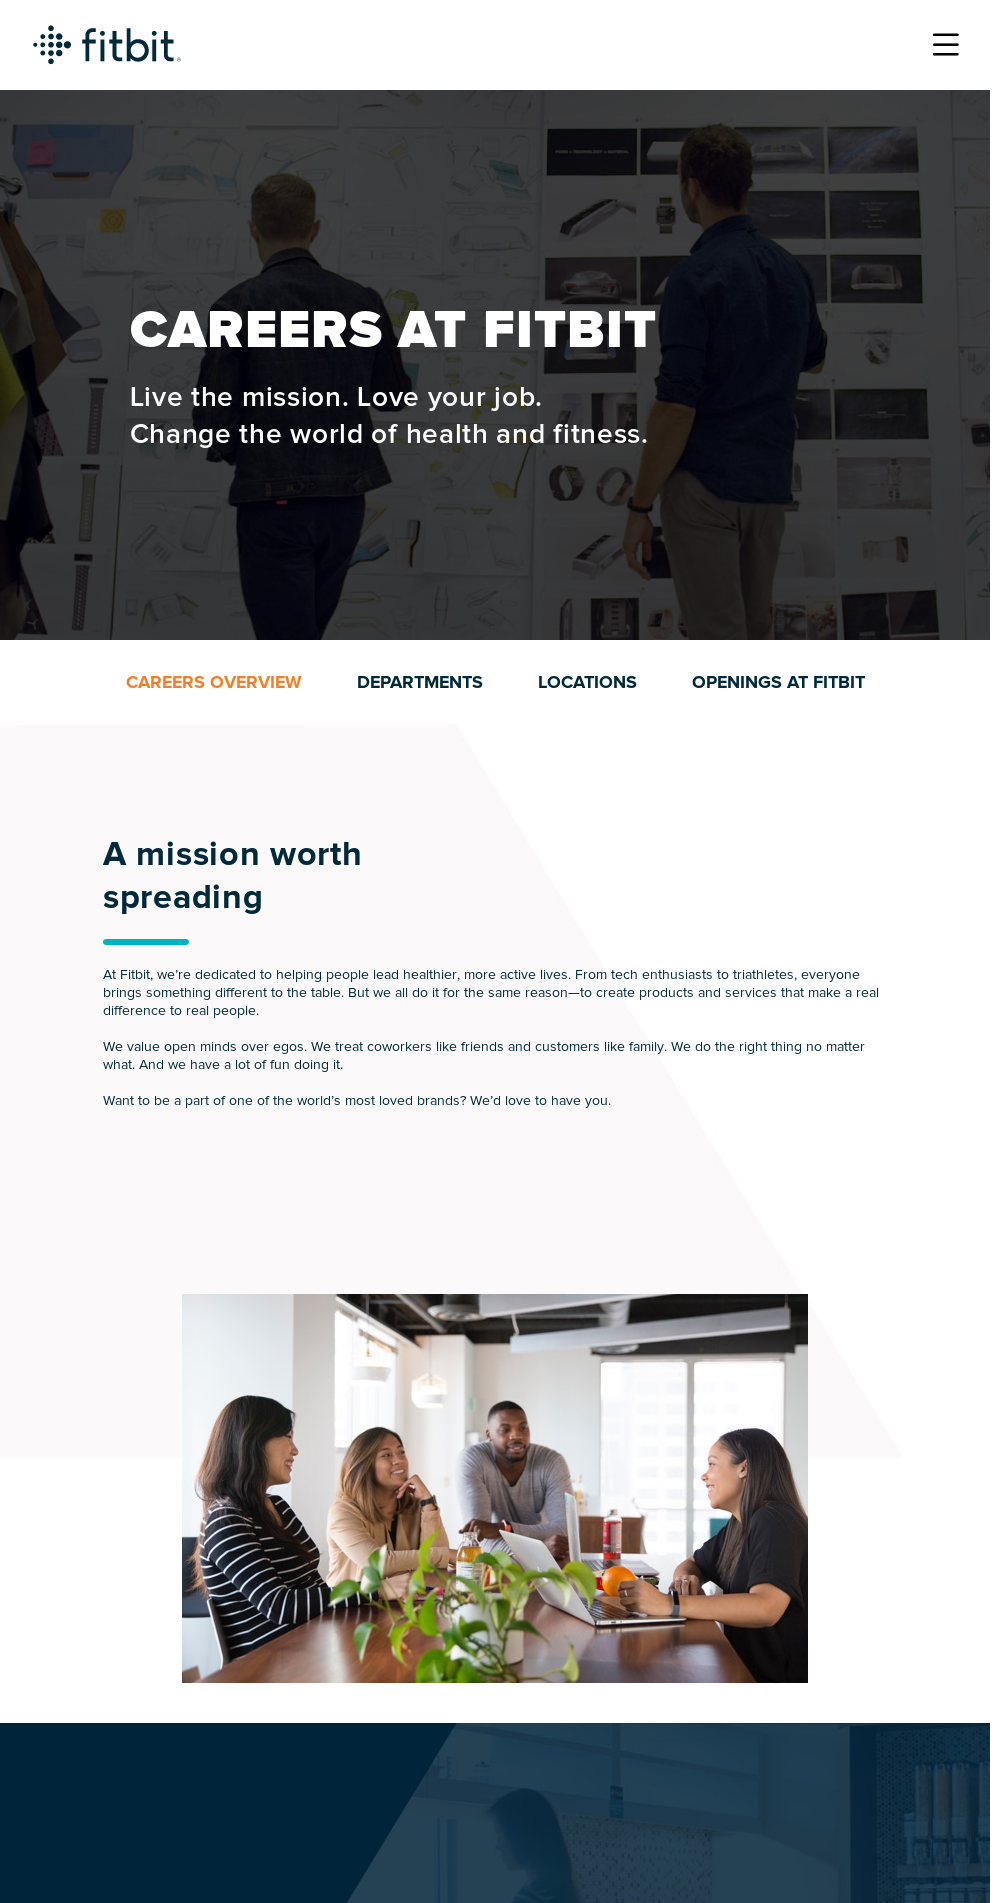 fitbit
CAREERS AT FITBIT
Live the mission. Love your job.
Change the world of health and fitness.
CAREERS OVERVIEW
DEPARTMENTS
LOCATIONS
OPENINGS AT FITBIT
A mission worth
spreading
At Fitbit, we’re dedicated to helping people lead healthier, more active lives. From tech enthusiasts to triathletes, everyone
brings something different to the table. But we all do it for the same reason—to create products and services that make a real
difference to real people.
We value open minds over egos. We treat coworkers like friends and customers like family. We do the right thing no matter
what. And we have a lot of fun doing it.
Want to be a part of one of the world’s most loved brands? We’d love to have you.